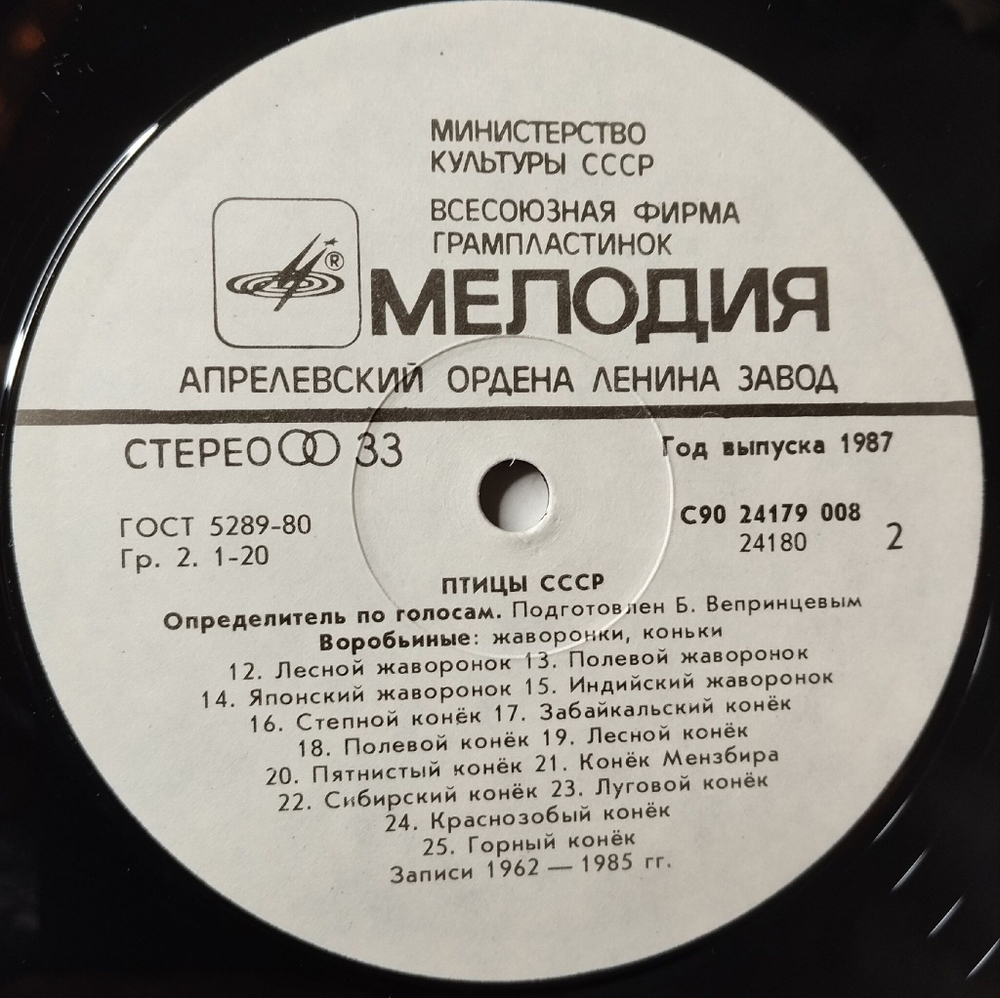 МИНИСТЕРСТВО
КУЛЬТУРЫ СССР
ВСЕСОЮЗНАЯ ФИРМА
ГРАМПЛАСТИНОК
®
МЕЛОДИЯ
АПРЕЛЕВСКИЙ ОРДЕНА ЛЕНИНА ЗАВОД
СТЕРЕО 33
Год выпуска 1987
ГОСТ 5289-80
Гр. 2. 1-20
С90 24179 008
24180
2
ПТИЦЫ СССР
Определитель по голосам. Подготовлен Б. Вепринцевым
Воробьиные: жаворонки, коньки
12. Лесной жаворонок 13. Полевой жаворонок
14. Японский жаворонок 15. Индийский жаворонок
16. Степной конёк 17. Забайкальский конёк
18. Полевой конёк 19. Лесной конёк
20. Пятнистый конёк 21. Конёк Мензбира
22. Сибирский конёк 23. Луговой конёк
24. Краснозобый конёк
25. Горный конёк
Записи 1962 — 1985 гг.